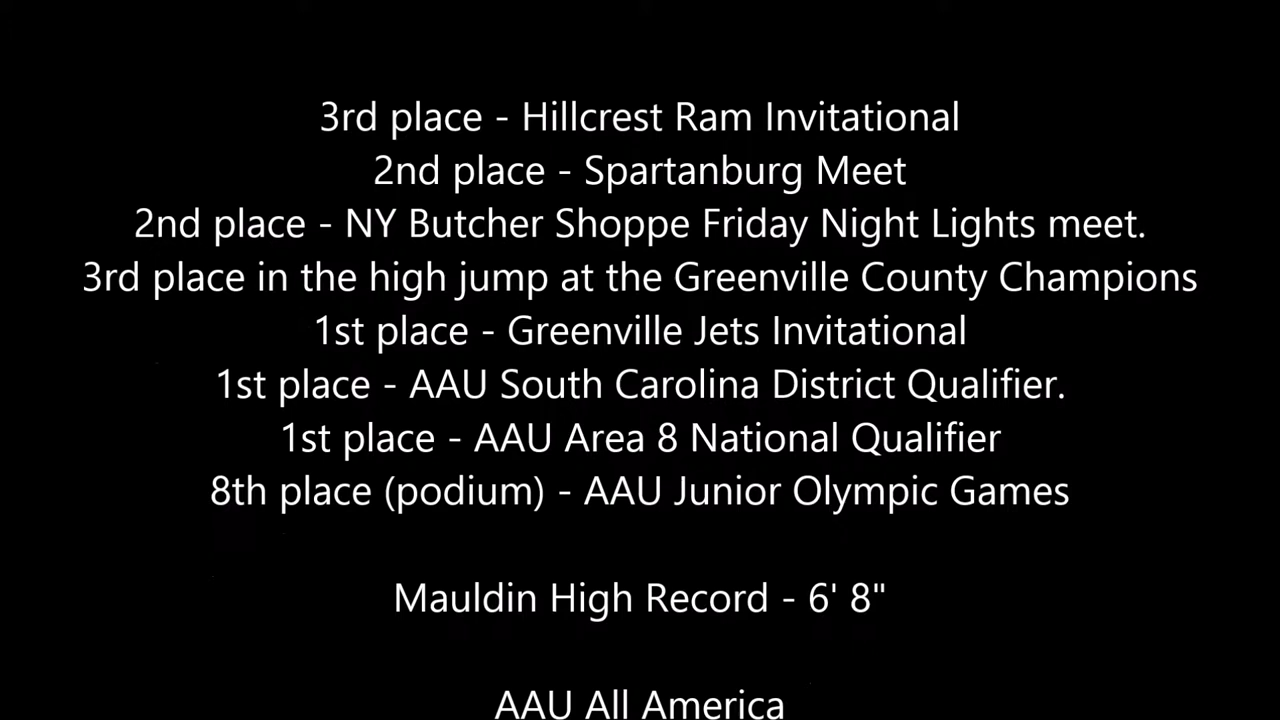 3rd place - Hillcrest Ram Invitational
2nd place - Spartanburg Meet
2nd place - NY Butcher Shoppe Friday Night Lights meet.
3rd place in the high jump at the Greenville County Champions
1st place - Greenville Jets Invitational
1st place - AAU South Carolina District Qualifier.
1st place - AAU Area 8 National Qualifier
8th place (podium) - AAU Junior Olympic Games
Mauldin High Record - 6' 8"
AAU All America